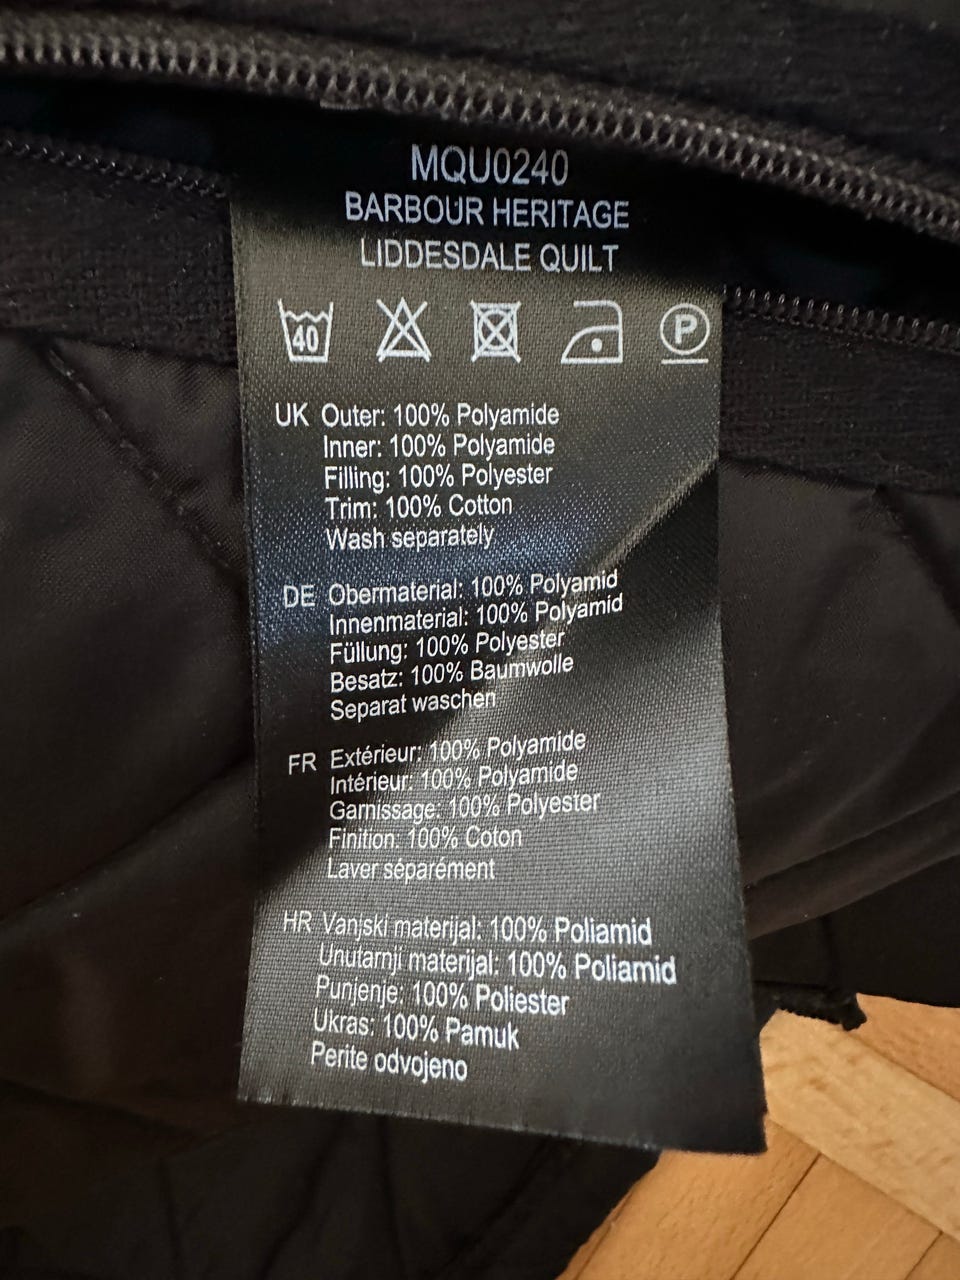 MQU0240
BARBOUR HERITAGE
LIDDESDALE QUILT
40 P
UK Outer: 100% Polyamide
Inner: 100% Polyamide
Filling: 100% Polyester
Trim: 100% Cotton
Wash separately
DE Obermaterial: 100% Polyamid
Innenmaterial: 100% Polyamid
Füllung: 100% Polyester
Besatz: 100% Baumwolle
Separat waschen
FR Extérieur: 100% Polyamide
Intérieur: 100% Polyamide
Garnissage: 100% Polyester
Finition: 100% Coton
Laver séparément
HR Vanjski materijal: 100% Poliamid
Unutarnji materijal: 100% Poliamid
Punjenje: 100% Poliester
Ukras: 100% Pamuk
Perite odvojeno